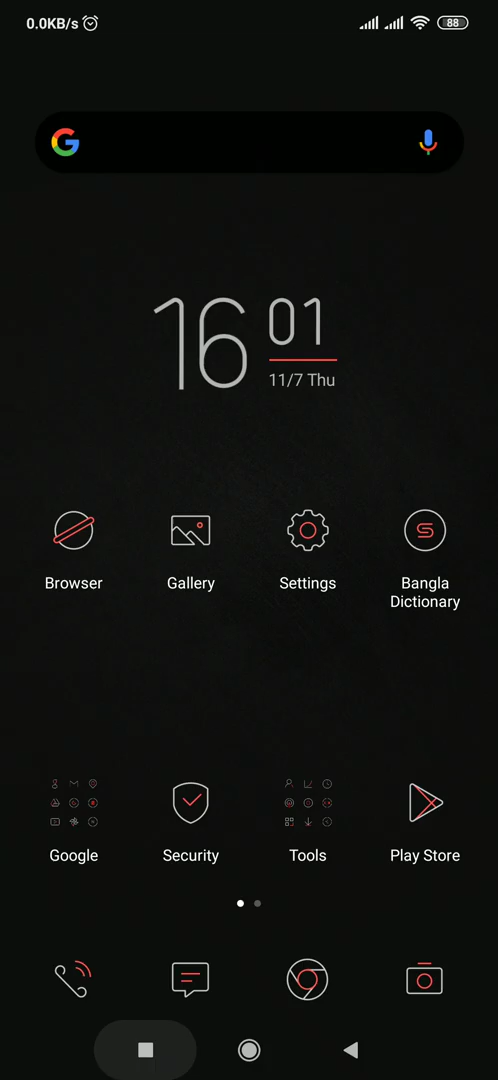 0.0KB/s 88
16 01
11/7 Thu
Browser Gallery Settings Bangla
Dictionary
Google Security Tools Play Store